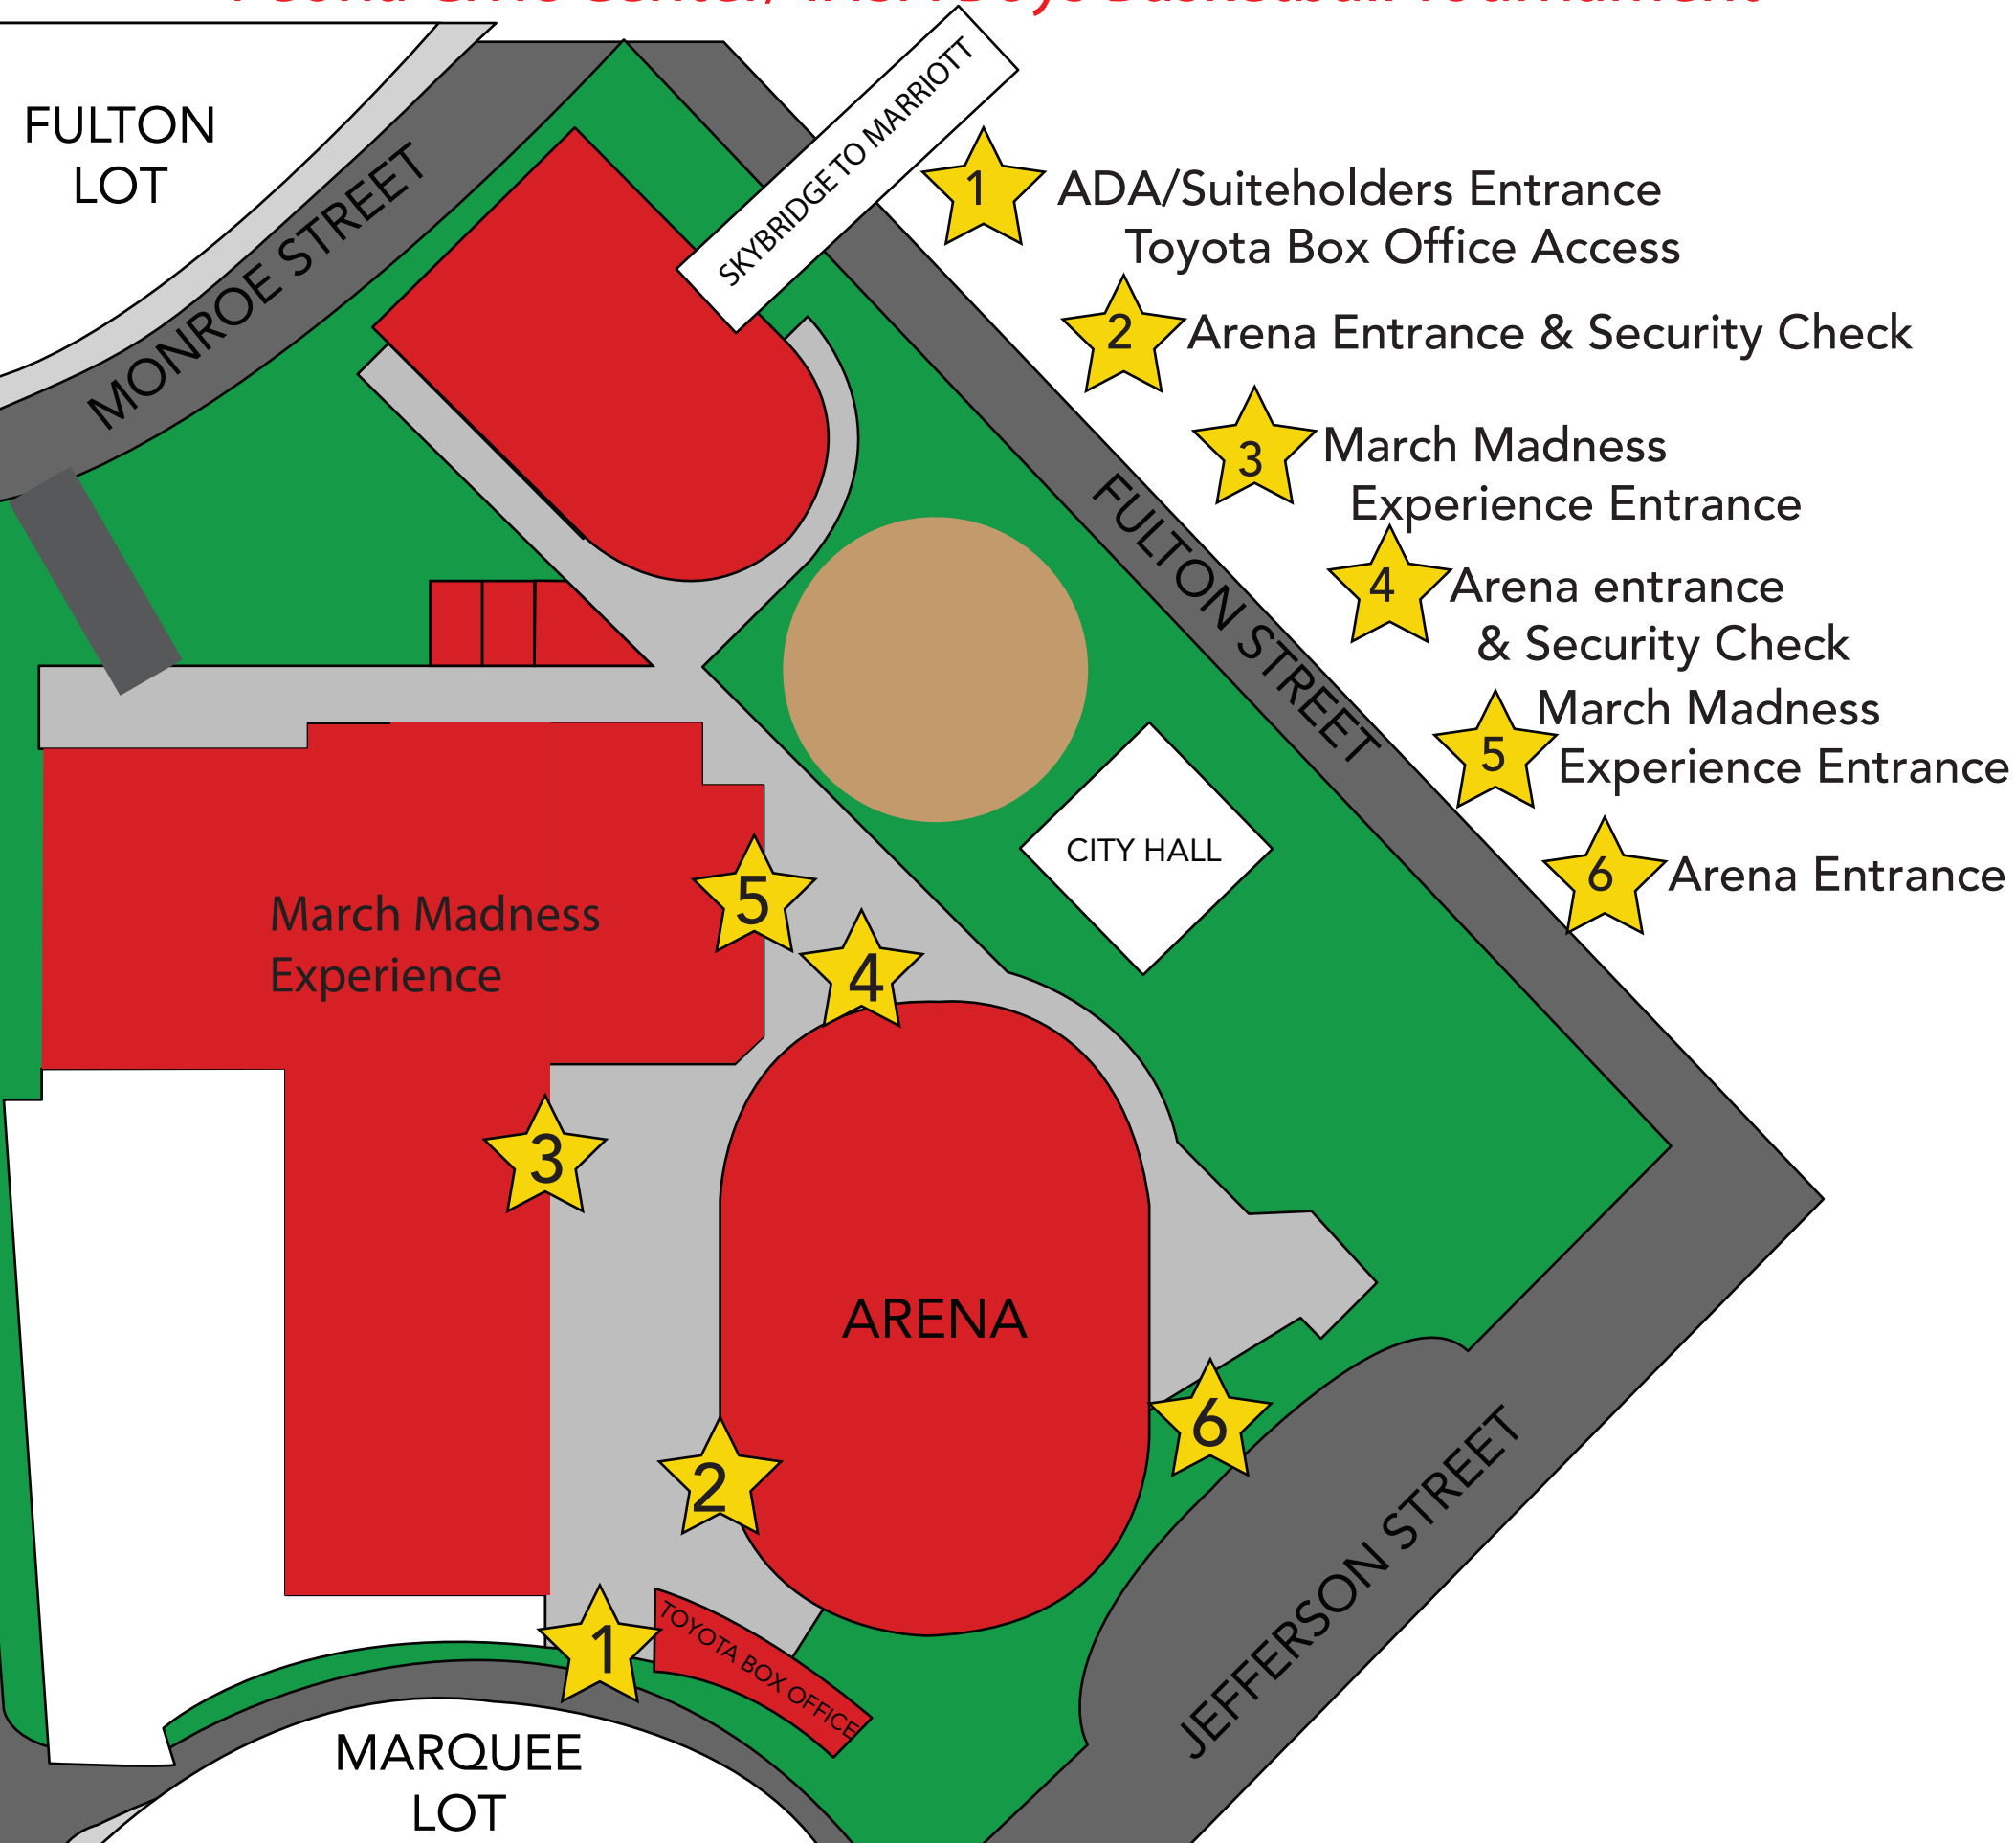 FULTON
LOT
MONROE STREET
SKYBRIDGE TO MARRIOTT
1 ADA/Suiteholders Entrance
Toyota Box Office Access
2 Arena Entrance & Security Check
3 March Madness
Experience Entrance
4 Arena entrance
& Security Check
5 March Madness
Experience Entrance
6 Arena Entrance
FULTON STREET
CITY HALL
March Madness
Experience
5
4
3
ARENA
6
2
1
TOYOTA BOX OFFICE
JEFFERSON STREET
MARQUEE
LOT